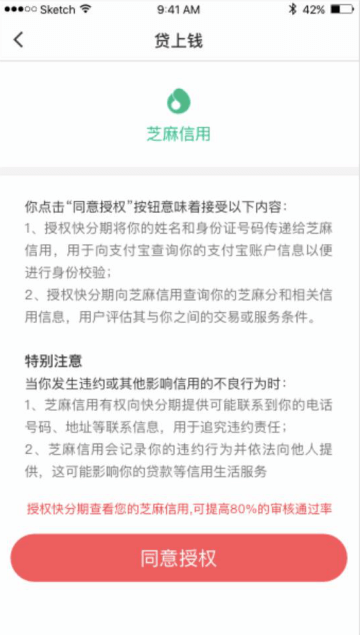 Sketch 9:41 AM 42%
贷上钱
芝麻信用
你点击“同意授权”按钮意味着接受以下内容：
1、授权快分期将你的姓名和身份证号码传递给芝麻
信用，用于向支付宝查询你的支付宝账户信息以便
进行身份校验；
2、授权快分期向芝麻信用查询你的芝麻分和相关信
用信息，用户评估其与你之间的交易或服务条件。
特别注意
当你发生违约或其他影响信用的不良行为时：
1、芝麻信用有权向快分期提供可能联系到你的电话
号码、地址等联系信息，用于追究违约责任；
2、芝麻信用会记录你的违约行为并依法向他人提
供，这可能影响你的贷款等信用生活服务
授权快分期查看您的芝麻信用,可提高80%的审核通过率
同意授权